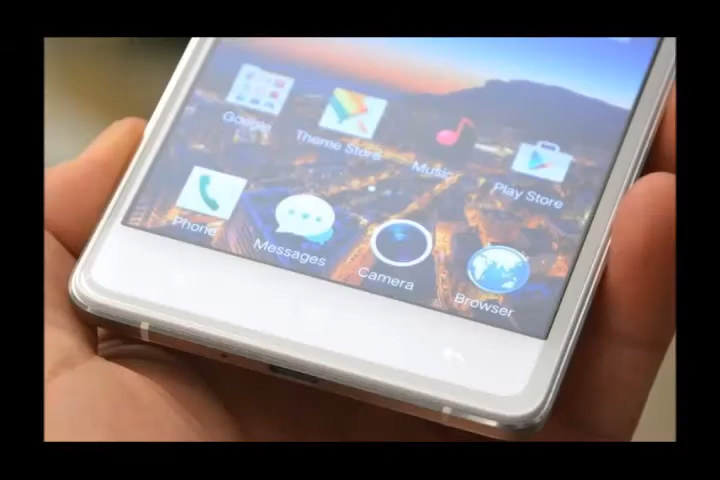 Google
Theme Store
Music
Play Store
Phone
Messages
Camera
Browser